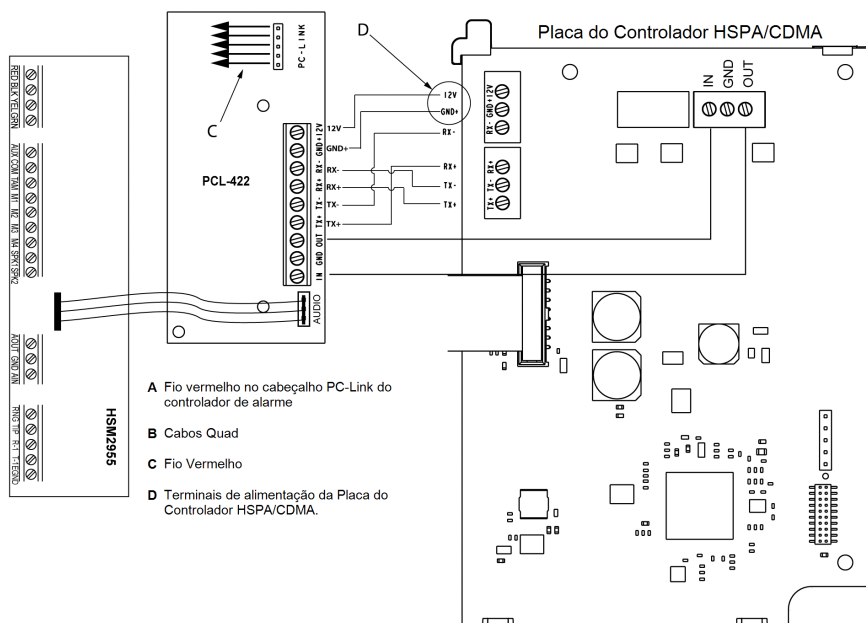 Placa do Controlador HSPA/CDMA
PC-LINK
C
D
RED BLK YEL GRN
AUX COM TAM M1 M2 M3 M4 SPK1 SPK2
AOUT GND AIN
RNG TIP R-1 T-1 EGND
HSM2955
PCL-422
12V
GND+
RX-
RX+
TX-
TX+
OUT
GND
IN
12V
GND+
RX-
RX+
TX-
TX+
AUDIO
12V
GND+
RX-
RX+
TX-
TX+
RX- GND+ 12V
TX+ TX- RX+
IN
GND
OUT
A Fio vermelho no cabeçalho PC-Link do
controlador de alarme
B Cabos Quad
C Fio Vermelho
D Terminais de alimentação da Placa do
Controlador HSPA/CDMA.